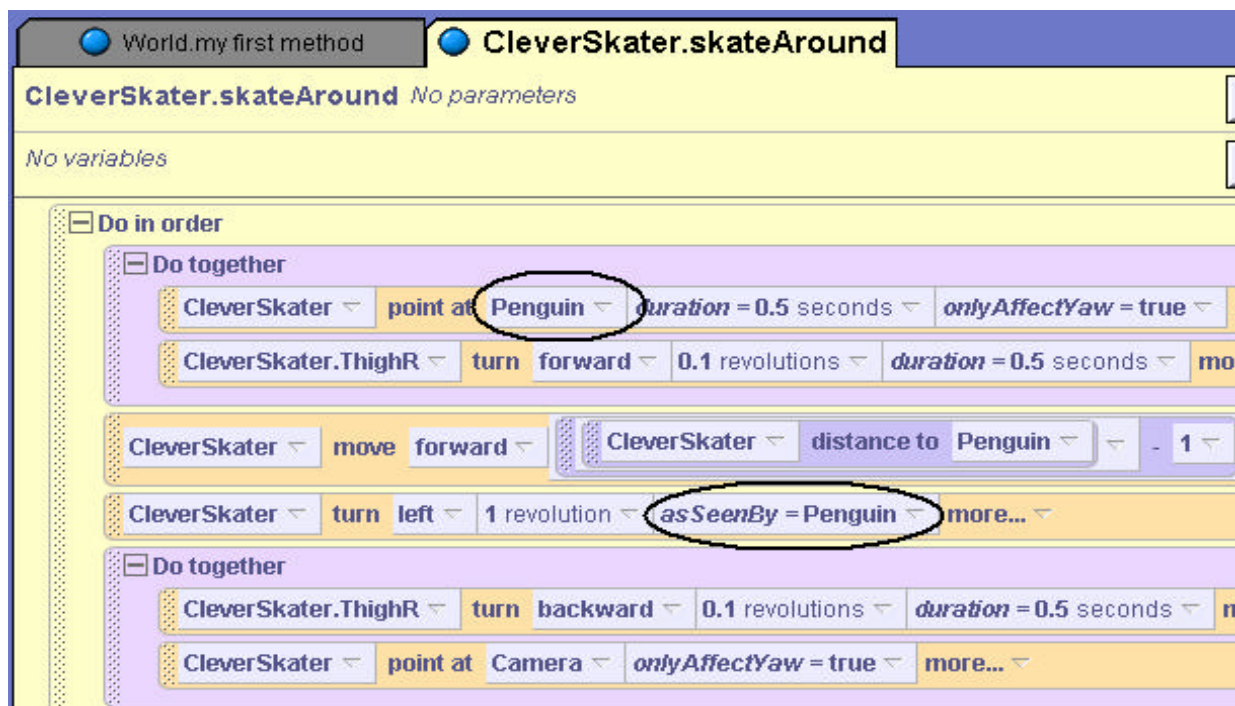 World.my first method
CleverSkater.skateAround
CleverSkater.skateAround No parameters
No variables
Do in order
Do together
CleverSkater point at Penguin duration = 0.5 seconds onlyAffectYaw = true
CleverSkater.ThighR turn forward 0.1 revolutions duration = 0.5 seconds mo
CleverSkater move forward CleverSkater distance to Penguin - 1
CleverSkater turn left 1 revolution asSeenBy = Penguin more...
Do together
CleverSkater.ThighR turn backward 0.1 revolutions duration = 0.5 seconds
CleverSkater point at Camera onlyAffectYaw = true more...